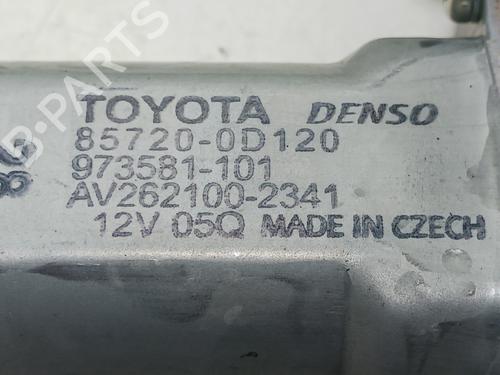 TOYOTA DENSO
85720-0D120
973581-101
AV262100-2341
12V 05Q MADE IN CZECH